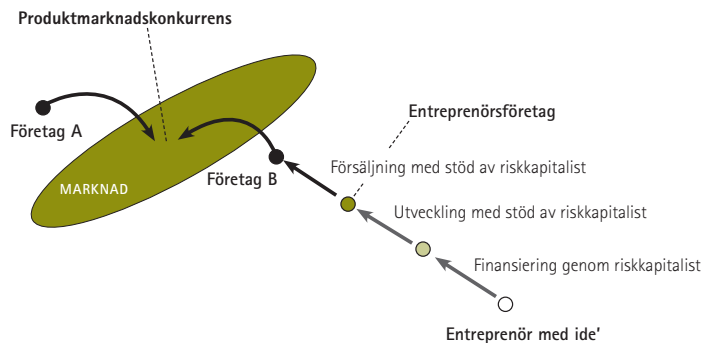 Produktmarknadskonkurrens
Företag A
Entreprenörsföretag
Försäljning med stöd av riskkapitalist
Företag B
MARKNAD
Utveckling med stöd av riskkapitalist
Finansiering genom riskkapitalist
Entreprenör med ide'